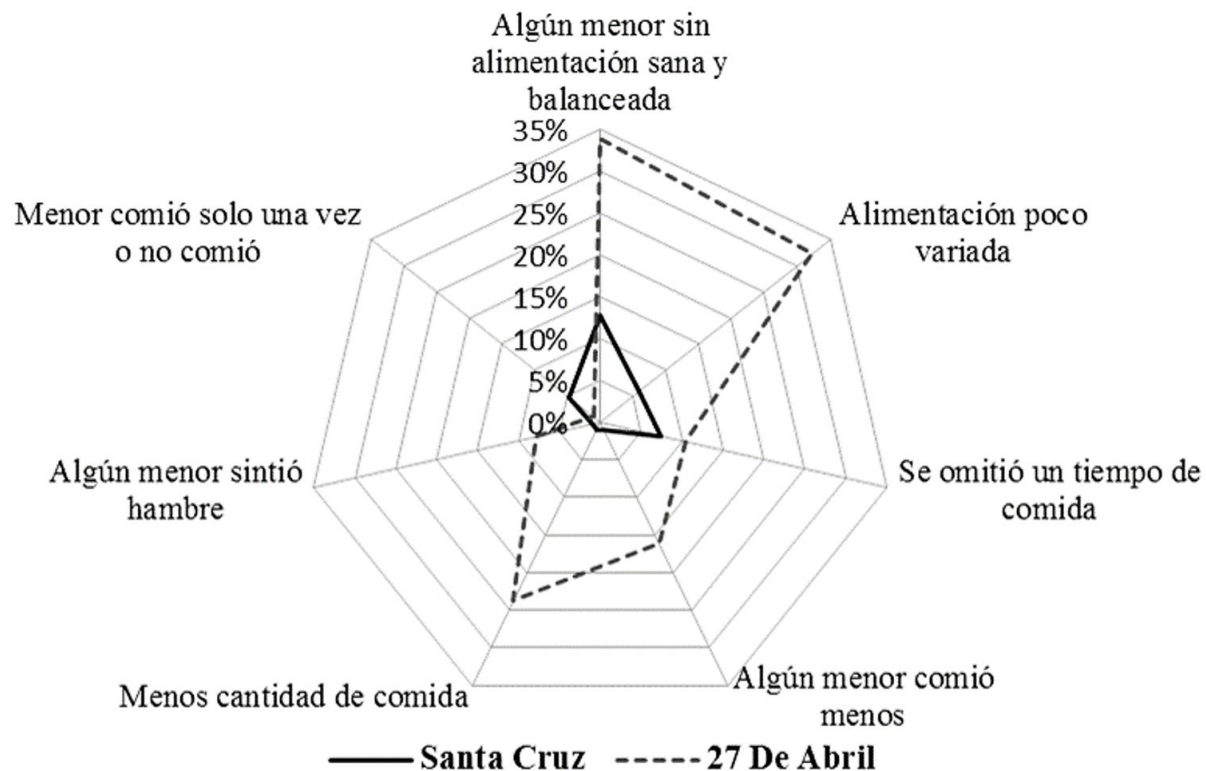 Algún menor sin
alimentación sana y
balanceada
35%
30%
25%
20%
15%
10%
5%
0%
Alimentación poco
variada
Se omitió un tiempo de
comida
Algún menor comió
menos
Menos cantidad de comida
Algún menor sintió
hambre
Menor comió solo una vez
o no comió
Santa Cruz
27 De Abril